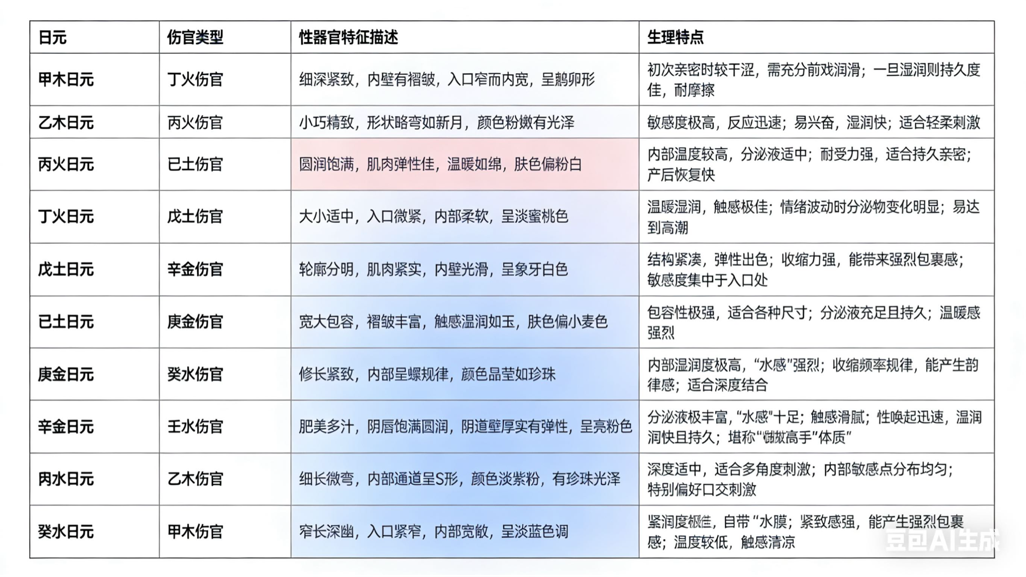 日元 伤官类型 性器官特征描述 生理特点
甲木日元 丁火伤官 细深紧致，内壁有褶皱，入口窄而内宽，呈鹅卵形 初次亲密时较干涩，需充分前戏润滑；一旦湿润则持久度
佳，耐摩擦
乙木日元 丙火伤官 小巧精致，形状略弯如新月，颜色粉嫩有光泽 敏感度极高，反应迅速；易兴奋，湿润快；适合轻柔刺激
丙火日元 已土伤官 圆润饱满，肌肉弹性佳，温暖如绵，肤色偏粉白 内部温度较高，分泌液适中；耐受力强，适合持久亲密；
产后恢复快
丁火日元 戊土伤官 大小适中，入口微紧，内部柔软，呈淡蜜桃色 温暖湿润，触感极佳；情绪波动时分泌物变化明显；易达
到高潮
戊土日元 辛金伤官 轮廓分明，肌肉紧实，内壁光滑，呈象牙白色 结构紧凑，弹性出色；收缩力强，能带来强烈包裹感；
敏感度集中于入口处
已土日元 庚金伤官 宽大包容，褶皱丰富，触感温润如玉，肤色偏小麦色 包容性极强，适合各种尺寸；分泌液充足且持久；温暖感
强烈
庚金日元 癸水伤官 修长紧致，内部呈螺规律，颜色品莹如珍珠 内部湿润度极高，“水感”强烈；收缩频率规律，能产生韵
律感；适合深度结合
辛金日元 壬水伤官 肥美多汁，阴唇饱满圆润，阴道壁厚实有弹性，呈亮粉色 分泌液极丰富，“水感”十足；触感滑腻；性唤起迅速，湿润
润快且持久；堪称“高手”体质”
丙水日元 乙木伤官 细长微弯，内部通道呈S形，颜色淡紫粉，有珍珠光泽 深度适中，适合多角度刺激；内部敏感点分布均匀；
特别偏好口交刺激
癸水日元 甲木伤官 窄长深幽，入口紧窄，内部宽敞，呈淡蓝色调 紧润度，自带“水膜；紧致感强，能产生强烈包裹
感；温度较低，触感清凉
豆包AI生成